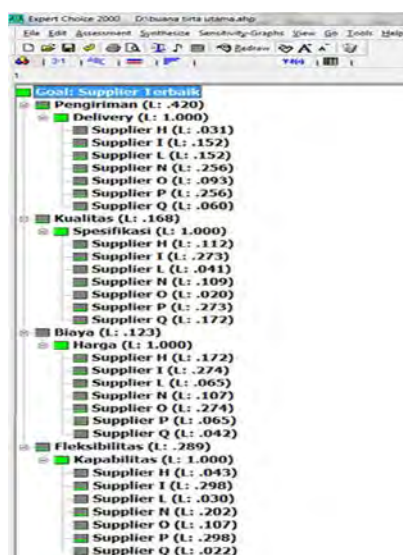 Expert Choice 2000 D:\buana tirta utama.ahp
File Edit Assessment Synthesize Sensitivity-Graphs View Go Tools Help
Redraw
3:1 ABC
1
Goal: Supplier Terbaik
Pengiriman (L: .420)
Delivery (L: 1.000)
Supplier H (L: .031)
Supplier I (L: .152)
Supplier L (L: .152)
Supplier N (L: .256)
Supplier O (L: .093)
Supplier P (L: .256)
Supplier Q (L: .060)
Kualitas (L: .168)
Spesifikasi (L: 1.000)
Supplier H (L: .112)
Supplier I (L: .273)
Supplier L (L: .041)
Supplier N (L: .109)
Supplier O (L: .020)
Supplier P (L: .273)
Supplier Q (L: .172)
Biaya (L: .123)
Harga (L: 1.000)
Supplier H (L: .172)
Supplier I (L: .274)
Supplier L (L: .065)
Supplier N (L: .107)
Supplier O (L: .274)
Supplier P (L: .065)
Supplier Q (L: .042)
Fleksibilitas (L: .289)
Kapabilitas (L: 1.000)
Supplier H (L: .043)
Supplier I (L: .298)
Supplier L (L: .030)
Supplier N (L: .202)
Supplier O (L: .107)
Supplier P (L: .298)
Supplier Q (L: .022)